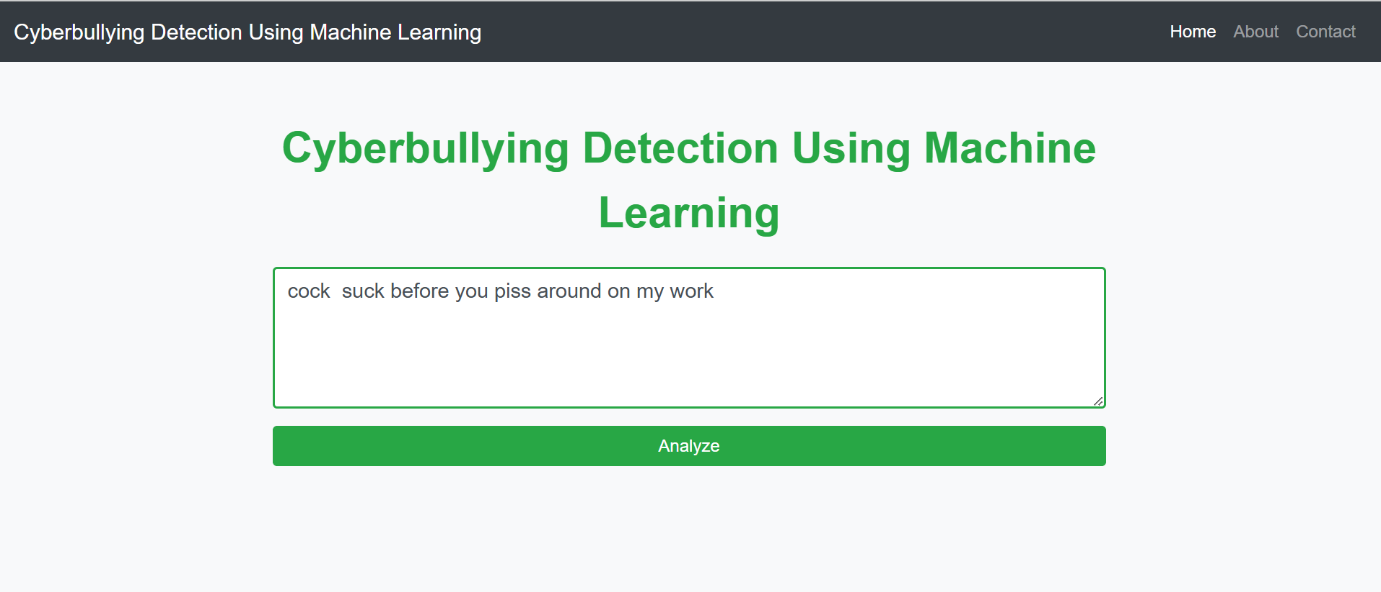 Cyberbullying Detection Using Machine Learning
Home About Contact
Cyberbullying Detection Using Machine
Learning
cock  suck before you piss around on my work
Analyze